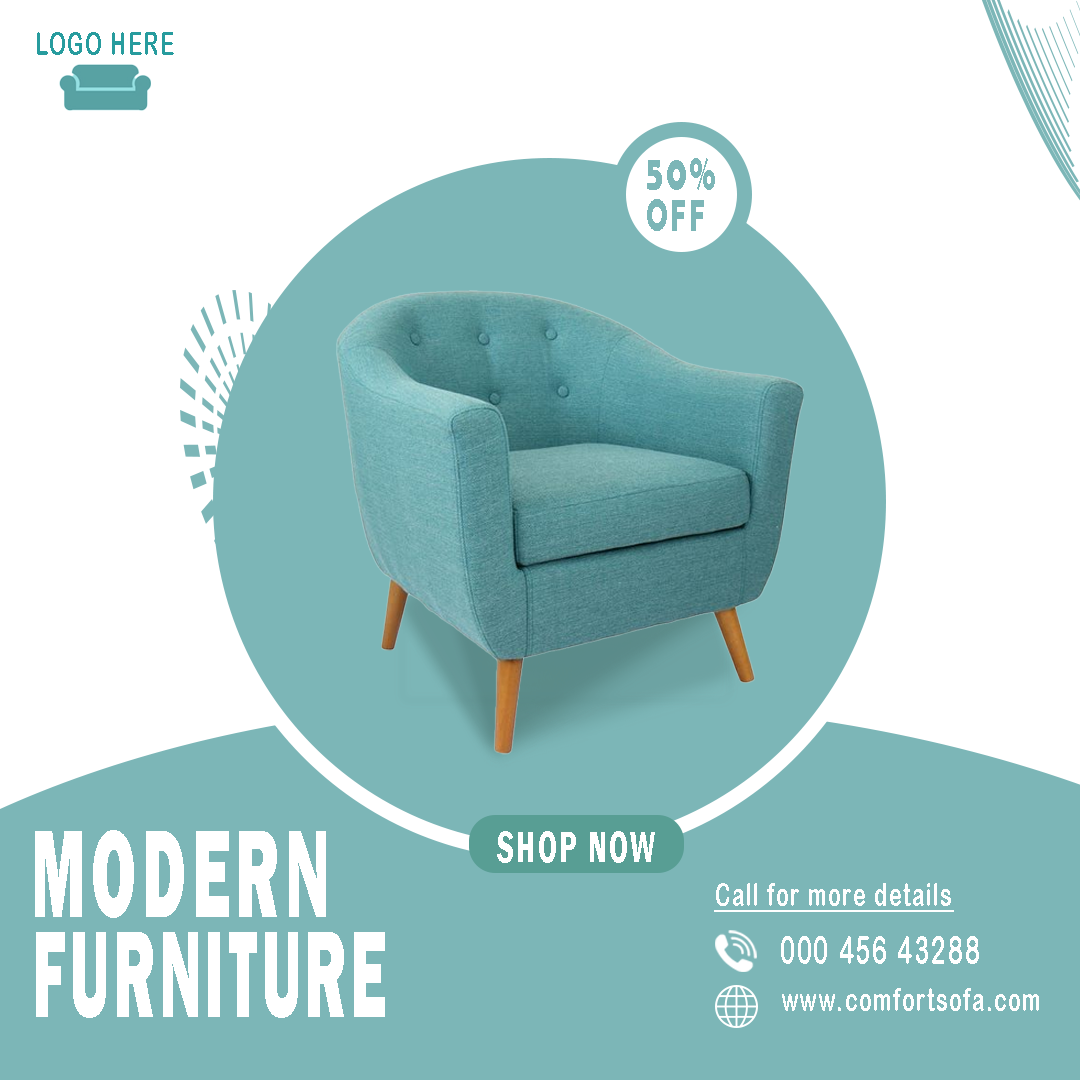 LOGO HERE
50%
OFF
SHOP NOW
MODERN
FURNITURE
Call for more details
000 456 43288
www.comfortsofa.com